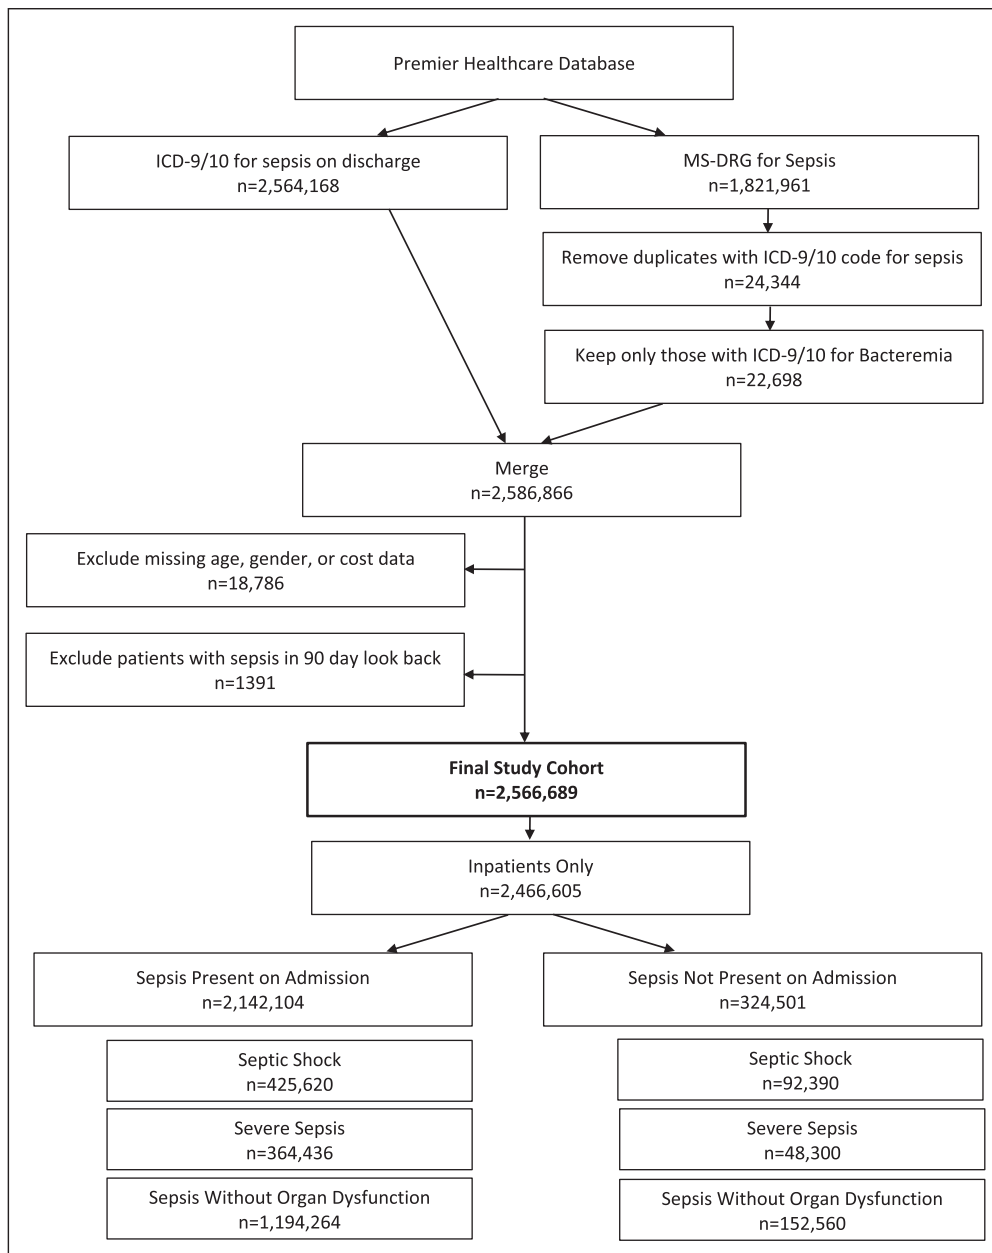 Premier Healthcare Database
ICD-9/10 for sepsis on discharge
n=2,564,168
MS-DRG for Sepsis
n=1,821,961
Remove duplicates with ICD-9/10 code for sepsis
n=24,344
Keep only those with ICD-9/10 for Bacteremia
n=22,698
Merge
n=2,586,866
Exclude missing age, gender, or cost data
n=18,786
Exclude patients with sepsis in 90 day look back
n=1391
Final Study Cohort
n=2,566,689
Inpatients Only
n=2,466,605
Sepsis Present on Admission
n=2,142,104
Septic Shock
n=425,620
Severe Sepsis
n=364,436
Sepsis Without Organ Dysfunction
n=1,194,264
Sepsis Not Present on Admission
n=324,501
Septic Shock
n=92,390
Severe Sepsis
n=48,300
Sepsis Without Organ Dysfunction
n=152,560